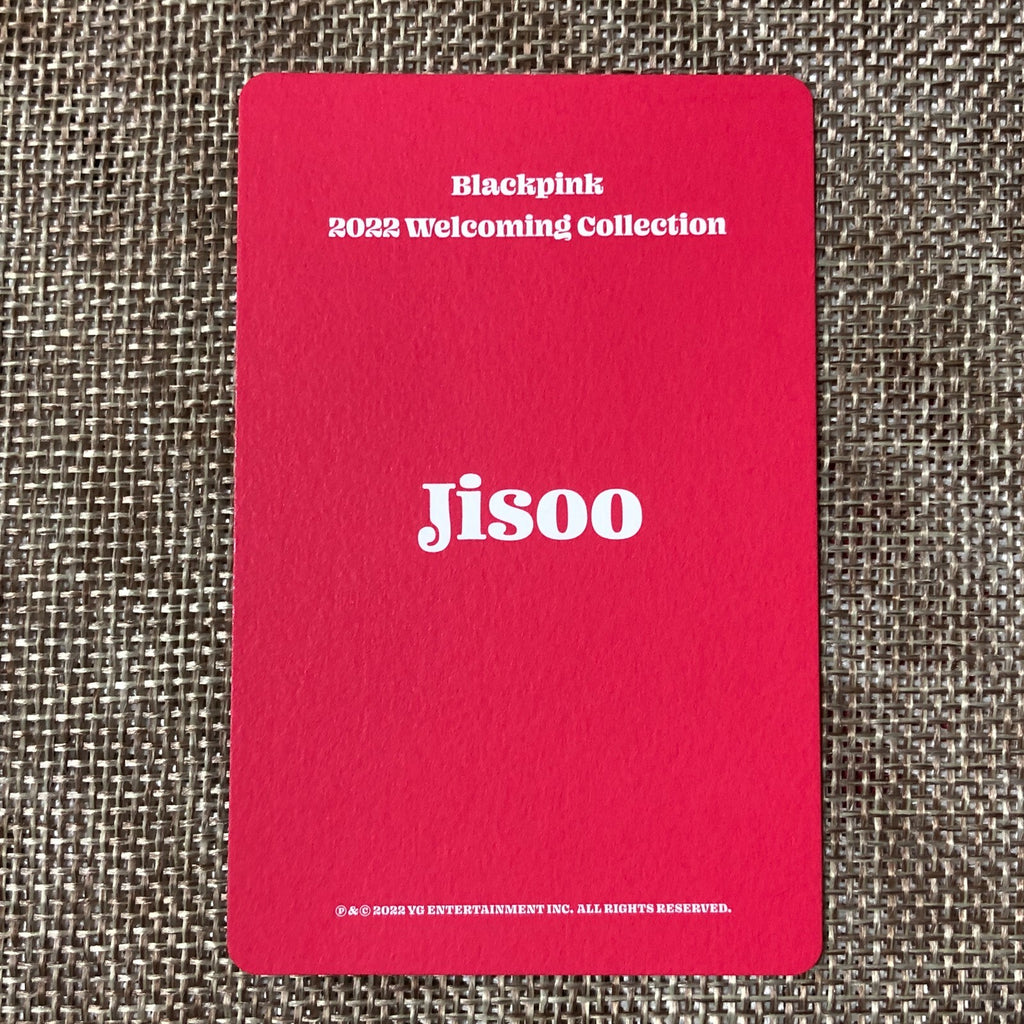 Blackpink
2022 Welcoming Collection
Jisoo
℗ & © 2022 YG ENTERTAINMENT INC. ALL RIGHTS RESERVED.